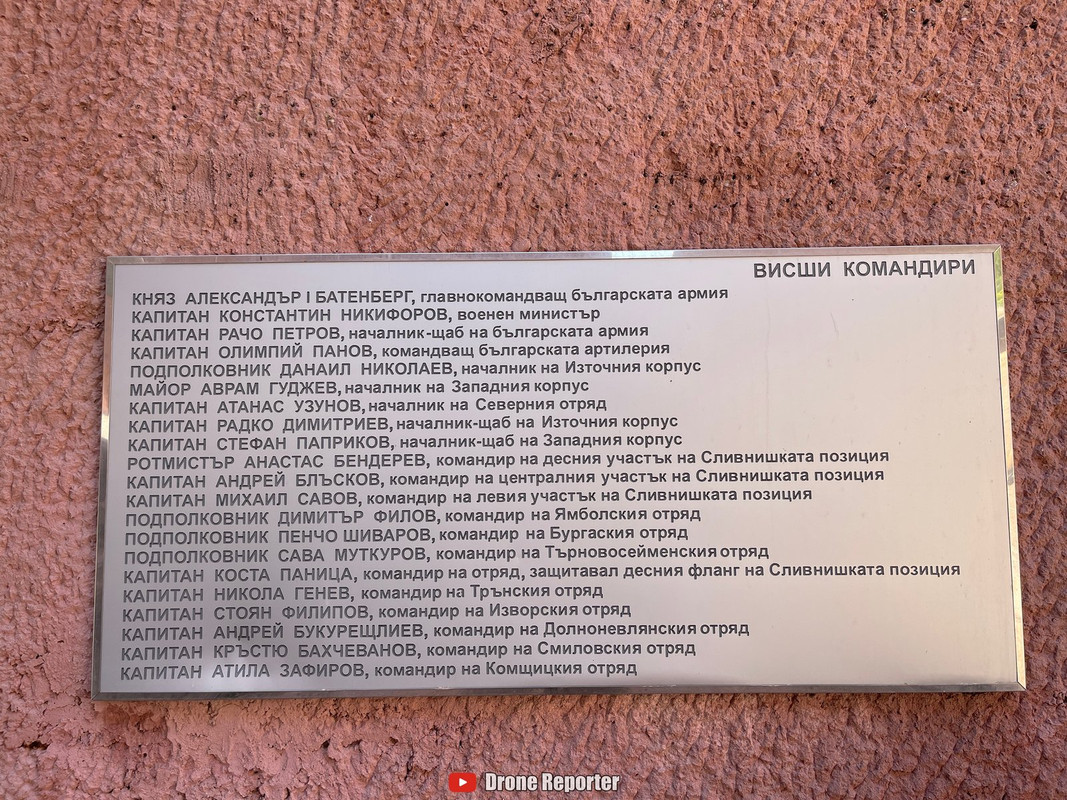 ВИСШИ КОМАНДИРИ
КНЯЗ АЛЕКСАНДЪР I БАТЕНБЕРГ, главнокомандващ българската армия
КАПИТАН КОНСТАНТИН НИКИФОРОВ, военен министър
КАПИТАН РАЧО ПЕТРОВ, началник-щаб на българската армия
КАПИТАН ОЛИМПИЙ ПАНОВ, командващ българската артилерия
ПОДПОЛКОВНИК ДАНАИЛ НИКОЛАЕВ, началник на Източния корпус
МАЙОР АВРАМ ГУДЖЕВ, началник на Западния корпус
КАПИТАН АТАНАС УЗУНОВ, началник на Северния отряд
КАПИТАН РАДКО ДИМИТРИЕВ, началник-щаб на Източния корпус
КАПИТАН СТЕФАН ПАПРИКОВ, началник-щаб на Западния корпус
РОТМИСТЪР АНАСТАС БЕНДЕРЕВ, командир на десния участък на Сливнишката позиция
КАПИТАН АНДРЕЙ БЛЪСКОВ, командир на централния участък на Сливнишката позиция
КАПИТАН МИХАИЛ САВОВ, командир на левия участък на Сливнишката позиция
ПОДПОЛКОВНИК ДИМИТЪР ФИЛОВ, командир на Ямболския отряд
ПОДПОЛКОВНИК ПЕНЧО ШИВАРОВ, командир на Бургаския отряд
ПОДПОЛКОВНИК САВА МУТКУРОВ, командир на Търновосейменския отряд
КАПИТАН КОСТА ПАНИЦА, командир на отряд, защитавал десния фланг на Сливнишката позиция
КАПИТАН НИКОЛА ГЕНЕВ, командир на Трънския отряд
КАПИТАН СТОЯН ФИЛИПОВ, командир на Изворския отряд
КАПИТАН АНДРЕЙ БУКУРЕЩЛИЕВ, командир на Долноневлянския отряд
КАПИТАН КРЪСТЮ БАХЧЕВАНОВ, командир на Смиловския отряд
КАПИТАН АТИЛА ЗАФИРОВ, командир на Комщицкия отряд
Drone Reporter